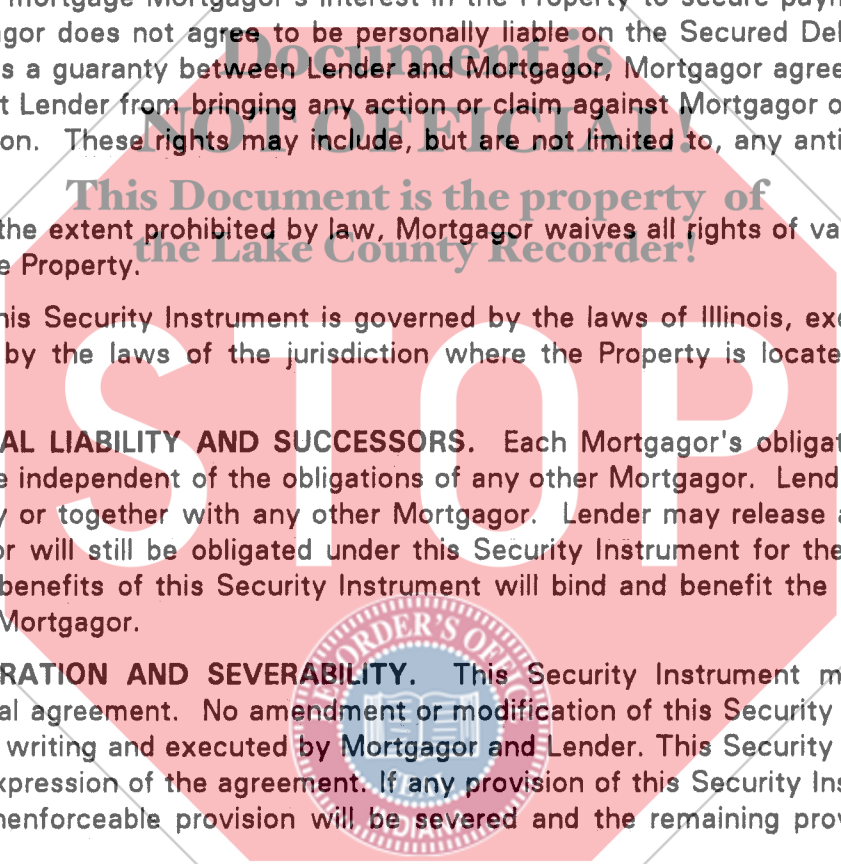 mortgage Mortgagor's interest in the Property to secure paym
gor does not agree to be personally liable on the Secured Deb
Document is
s a guaranty between Lender and Mortgagor, Mortgagor agree
t Lender from bringing any action or claim against Mortgagor o
NOT OFFICIAL!
on. These rights may include, but are not limited to, any anti
This Document is the property of
the extent prohibited by law, Mortgagor waives all rights of va
the Lake County Recorder!
e Property.
his Security Instrument is governed by the laws of Illinois, exc
by the laws of the jurisdiction where the Property is locate
STOP
AL LIABILITY AND SUCCESSORS. Each Mortgagor's obligat
e independent of the obligations of any other Mortgagor. Lend
y or together with any other Mortgagor. Lender may release a
or will still be obligated under this Security Instrument for the
benefits of this Security Instrument will bind and benefit the
Mortgagor.
RECORDER'S OFFIC
RATION AND SEVERABILITY. This Security Instrument m
al agreement. No amendment or modification of this Security
writing and executed by Mortgagor and Lender. This Security
xpression of the agreement. If any provision of this Security Ins
nenforceable provision will be severed and the remaining prov